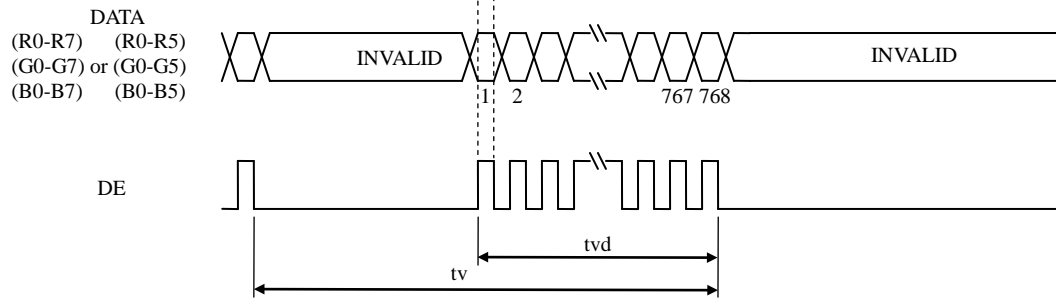 DATA
(R0-R7) (R0-R5)
(G0-G7) or (G0-G5)
(B0-B7) (B0-B5)
INVALID
INVALID
1 2 767 768
DE
tvd
tv